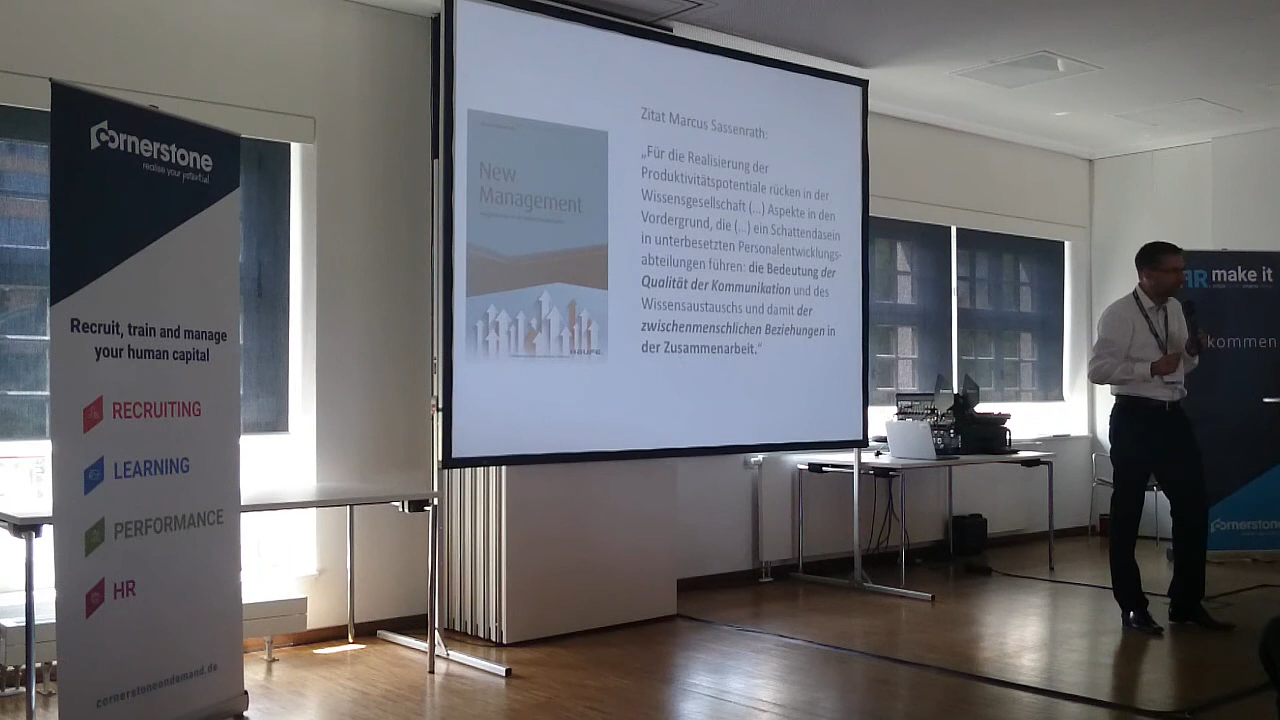 cornerstone
realise your potential
Recruit, train and manage
your human capital
RECRUITING
LEARNING
PERFORMANCE
HR
cornerstoneondemand.de
New
Management
HAUFE
Zitat Marcus Sassenrath:
„Für die Realisierung der
Produktivitätspotentiale rücken in der
Wissensgesellschaft (...) Aspekte in den
Vordergrund, die (...) ein Schattendasein
in unterbesetzten Personalentwicklungs-
abteilungen führen: die Bedeutung der
Qualität der Kommunikation und des
Wissensaustauschs und damit der
zwischenmenschlichen Beziehungen in
der Zusammenarbeit.“
HR make it
kommen
cornerstone